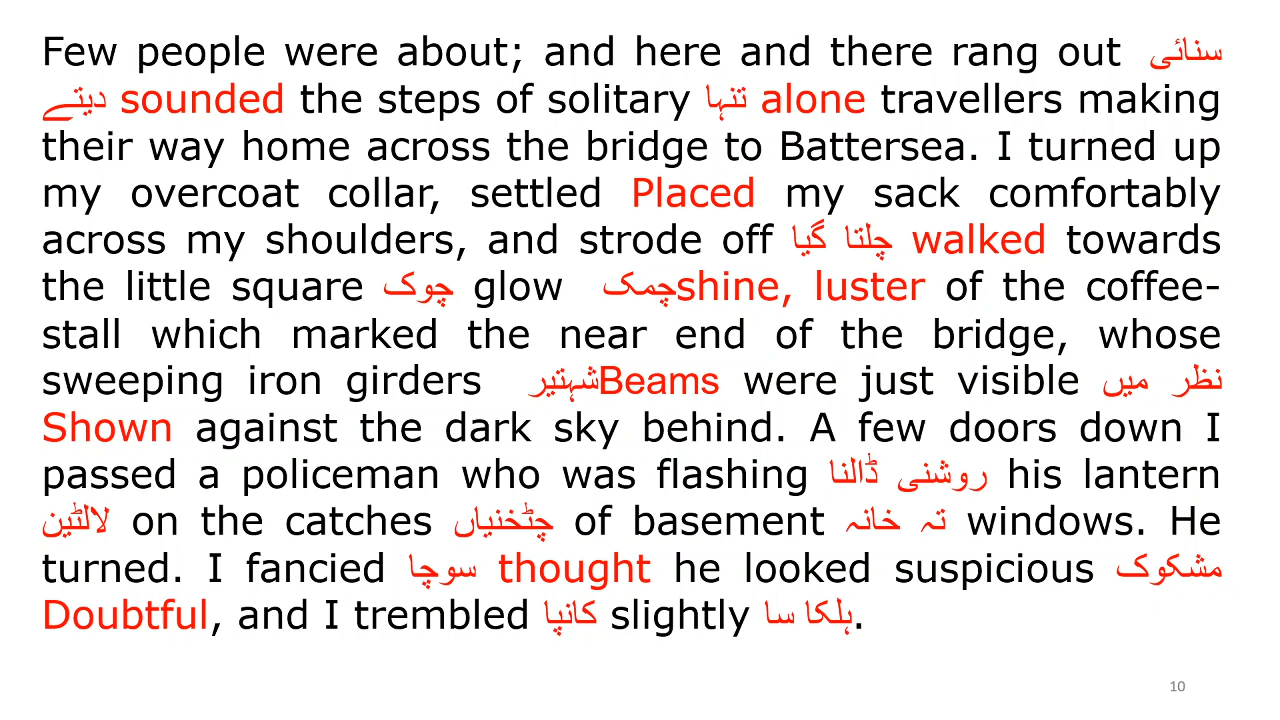 Few people were about; and here and there rang out سنائی
دیتے sounded the steps of solitary تنہا alone travellers making
their way home across the bridge to Battersea. I turned up
my overcoat collar, settled Placed my sack comfortably
across my shoulders, and strode off چلتا گیا walked towards
the little square چوک glow چمک shine, luster of the coffee-
stall which marked the near end of the bridge, whose
sweeping iron girders شہتیر Beams were just visible نظر میں
Shown against the dark sky behind. A few doors down I
passed a policeman who was flashing روشنی ڈالنا his lantern
لالٹین on the catches چٹخنیاں of basement تہ خانہ windows. He
turned. I fancied سوچا thought he looked suspicious مشکوک
Doubtful, and I trembled کانپا slightly ہلکا سا.
10